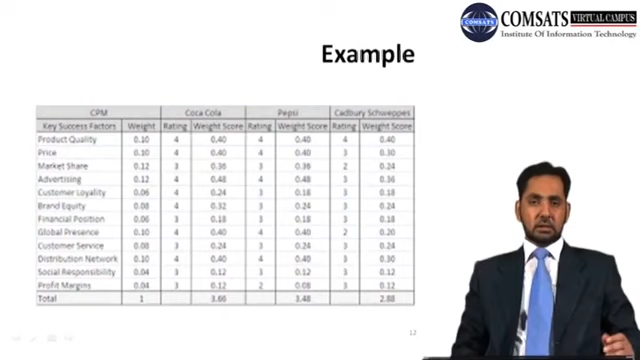 COMSATS VIRTUAL CAMPUS
Institute Of Information Technology
Example
CPM Coca Cola Pepsi Cadbury Schweppes
Key Success Factors Weight Rating Weight Score Rating Weight Score Rating Weight Score
Product Quality 0.10 4 0.40 4 0.40 4 0.40
Price 0.10 4 0.40 4 0.40 3 0.30
Market Share 0.12 3 0.36 3 0.36 2 0.24
Advertising 0.12 4 0.48 4 0.48 3 0.36
Customer Loyality 0.06 4 0.24 3 0.18 3 0.18
Brand Equity 0.08 4 0.32 3 0.24 3 0.24
Financial Position 0.06 3 0.18 3 0.18 3 0.18
Global Presence 0.10 4 0.40 4 0.40 2 0.20
Customer Service 0.08 3 0.24 3 0.24 3 0.24
Distribution Network 0.10 4 0.40 4 0.40 3 0.30
Social Responsibility 0.04 3 0.12 3 0.12 3 0.12
Profit Margins 0.04 3 0.12 2 0.08 3 0.12
Total 1 3.66 3.48 2.88
12